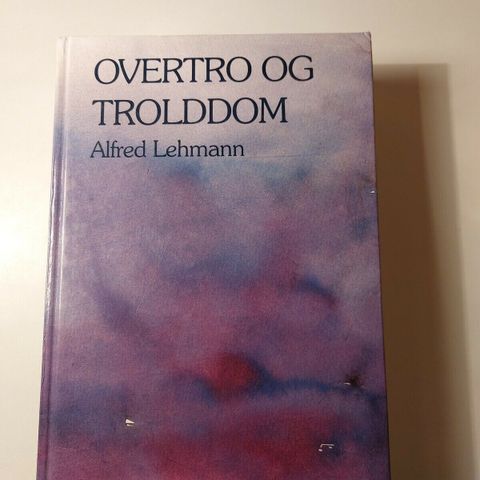 OVERTRO OG
TROLDDOM
Alfred Lehmann